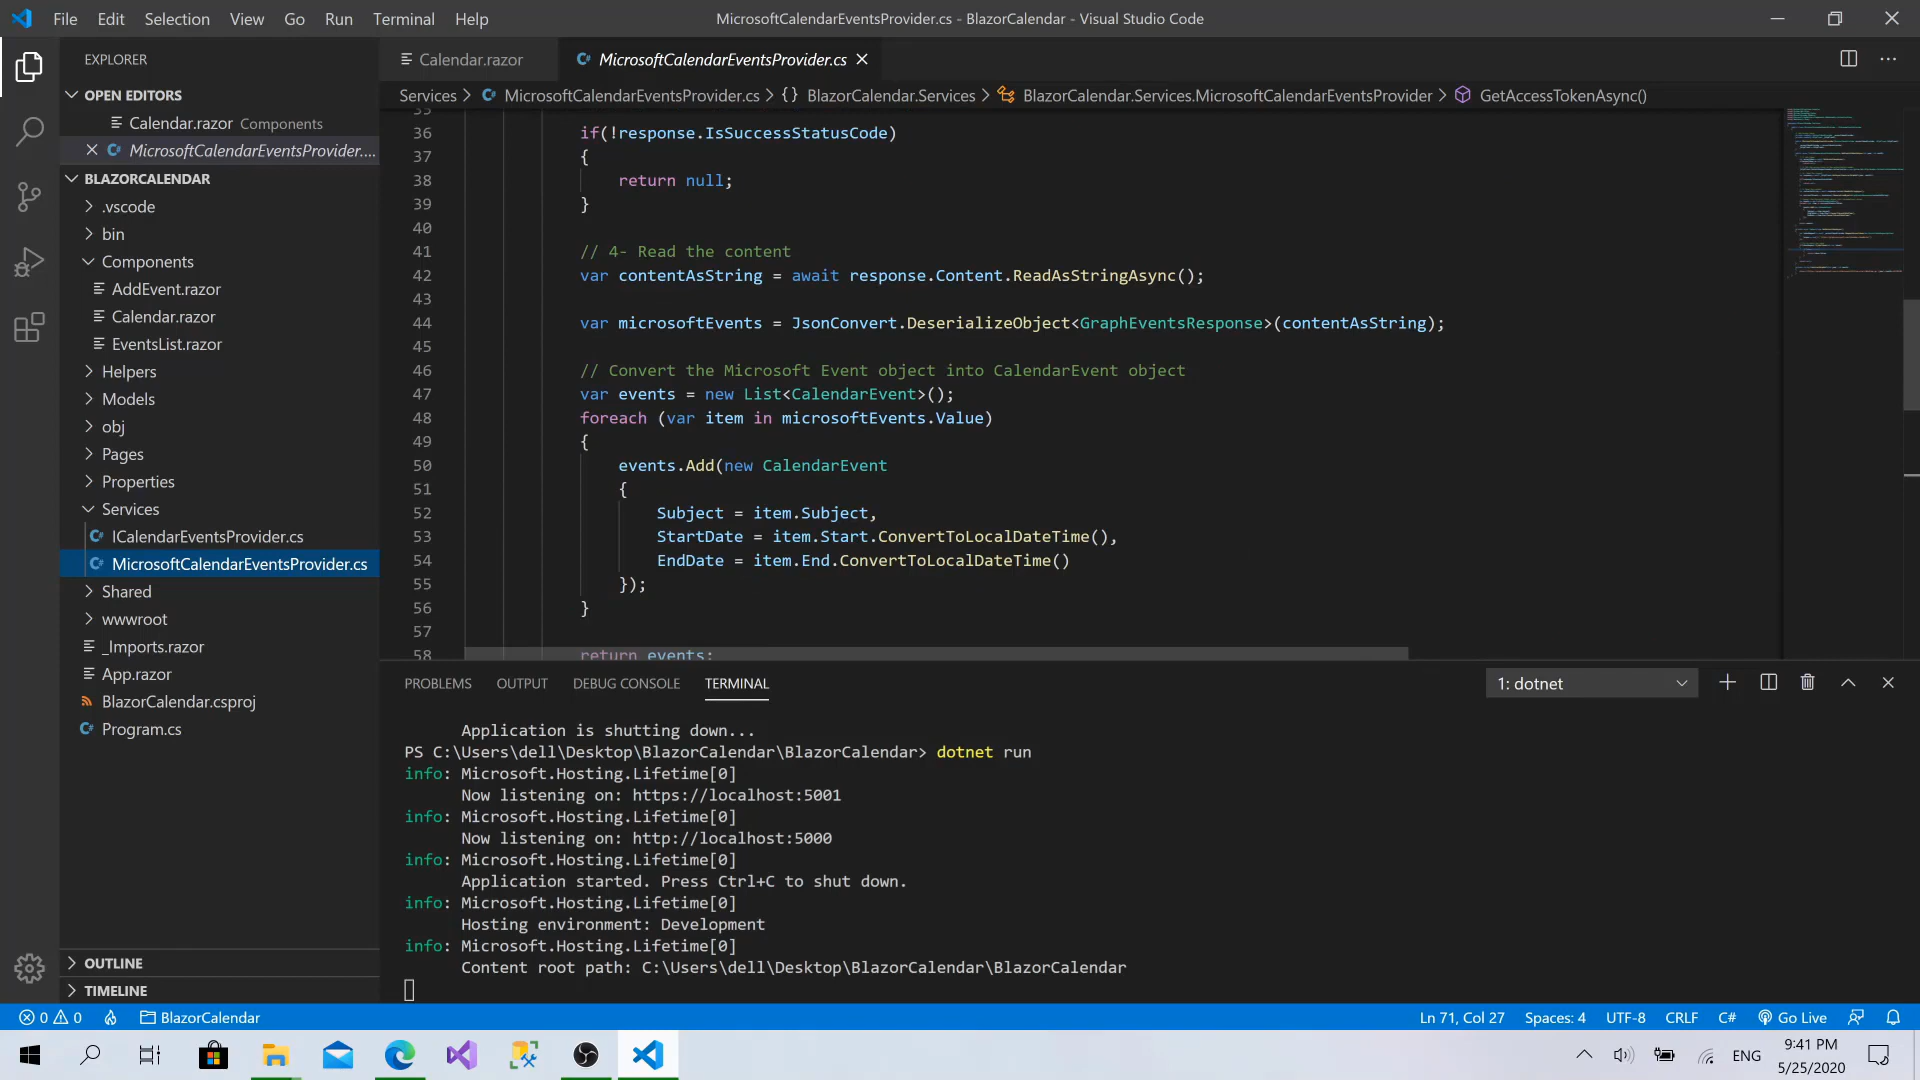 File Edit Selection View Go Run Terminal Help
MicrosoftCalendarEventsProvider.cs - BlazorCalendar - Visual Studio Code
EXPLORER
OPEN EDITORS
Calendar.razor Components
MicrosoftCalendarEventsProvider....
BLAZORCALENDAR
.vscode
bin
Components
AddEvent.razor
Calendar.razor
EventsList.razor
Helpers
Models
obj
Pages
Properties
Services
ICalendarEventsProvider.cs
MicrosoftCalendarEventsProvider.cs
Shared
wwwroot
_Imports.razor
App.razor
BlazorCalendar.csproj
Program.cs
OUTLINE
TIMELINE
Calendar.razor
MicrosoftCalendarEventsProvider.cs
Services > MicrosoftCalendarEventsProvider.cs > {} BlazorCalendar.Services > BlazorCalendar.Services.MicrosoftCalendarEventsProvider > GetAccessTokenAsync()
35
36 if(!response.IsSuccessStatusCode)
37 {
38 return null;
39 }
40
41 // 4- Read the content
42 var contentAsString = await response.Content.ReadAsStringAsync();
43
44 var microsoftEvents = JsonConvert.DeserializeObject<GraphEventsResponse>(contentAsString);
45
46 // Convert the Microsoft Event object into CalendarEvent object
47 var events = new List<CalendarEvent>();
48 foreach (var item in microsoftEvents.Value)
49 {
50 events.Add(new CalendarEvent
51 {
52 Subject = item.Subject,
53 StartDate = item.Start.ConvertToLocalDateTime(),
54 EndDate = item.End.ConvertToLocalDateTime()
55 });
56 }
57
58 return events;
PROBLEMS OUTPUT DEBUG CONSOLE TERMINAL
1: dotnet
Application is shutting down...
PS C:\Users\dell\Desktop\BlazorCalendar\BlazorCalendar> dotnet run
info: Microsoft.Hosting.Lifetime[0]
Now listening on: https://localhost:5001
info: Microsoft.Hosting.Lifetime[0]
Now listening on: http://localhost:5000
info: Microsoft.Hosting.Lifetime[0]
Application started. Press Ctrl+C to shut down.
info: Microsoft.Hosting.Lifetime[0]
Hosting environment: Development
info: Microsoft.Hosting.Lifetime[0]
Content root path: C:\Users\dell\Desktop\BlazorCalendar\BlazorCalendar
0 0 BlazorCalendar
Ln 71, Col 27 Spaces: 4 UTF-8 CRLF C# Go Live
ENG
9:41 PM
5/25/2020